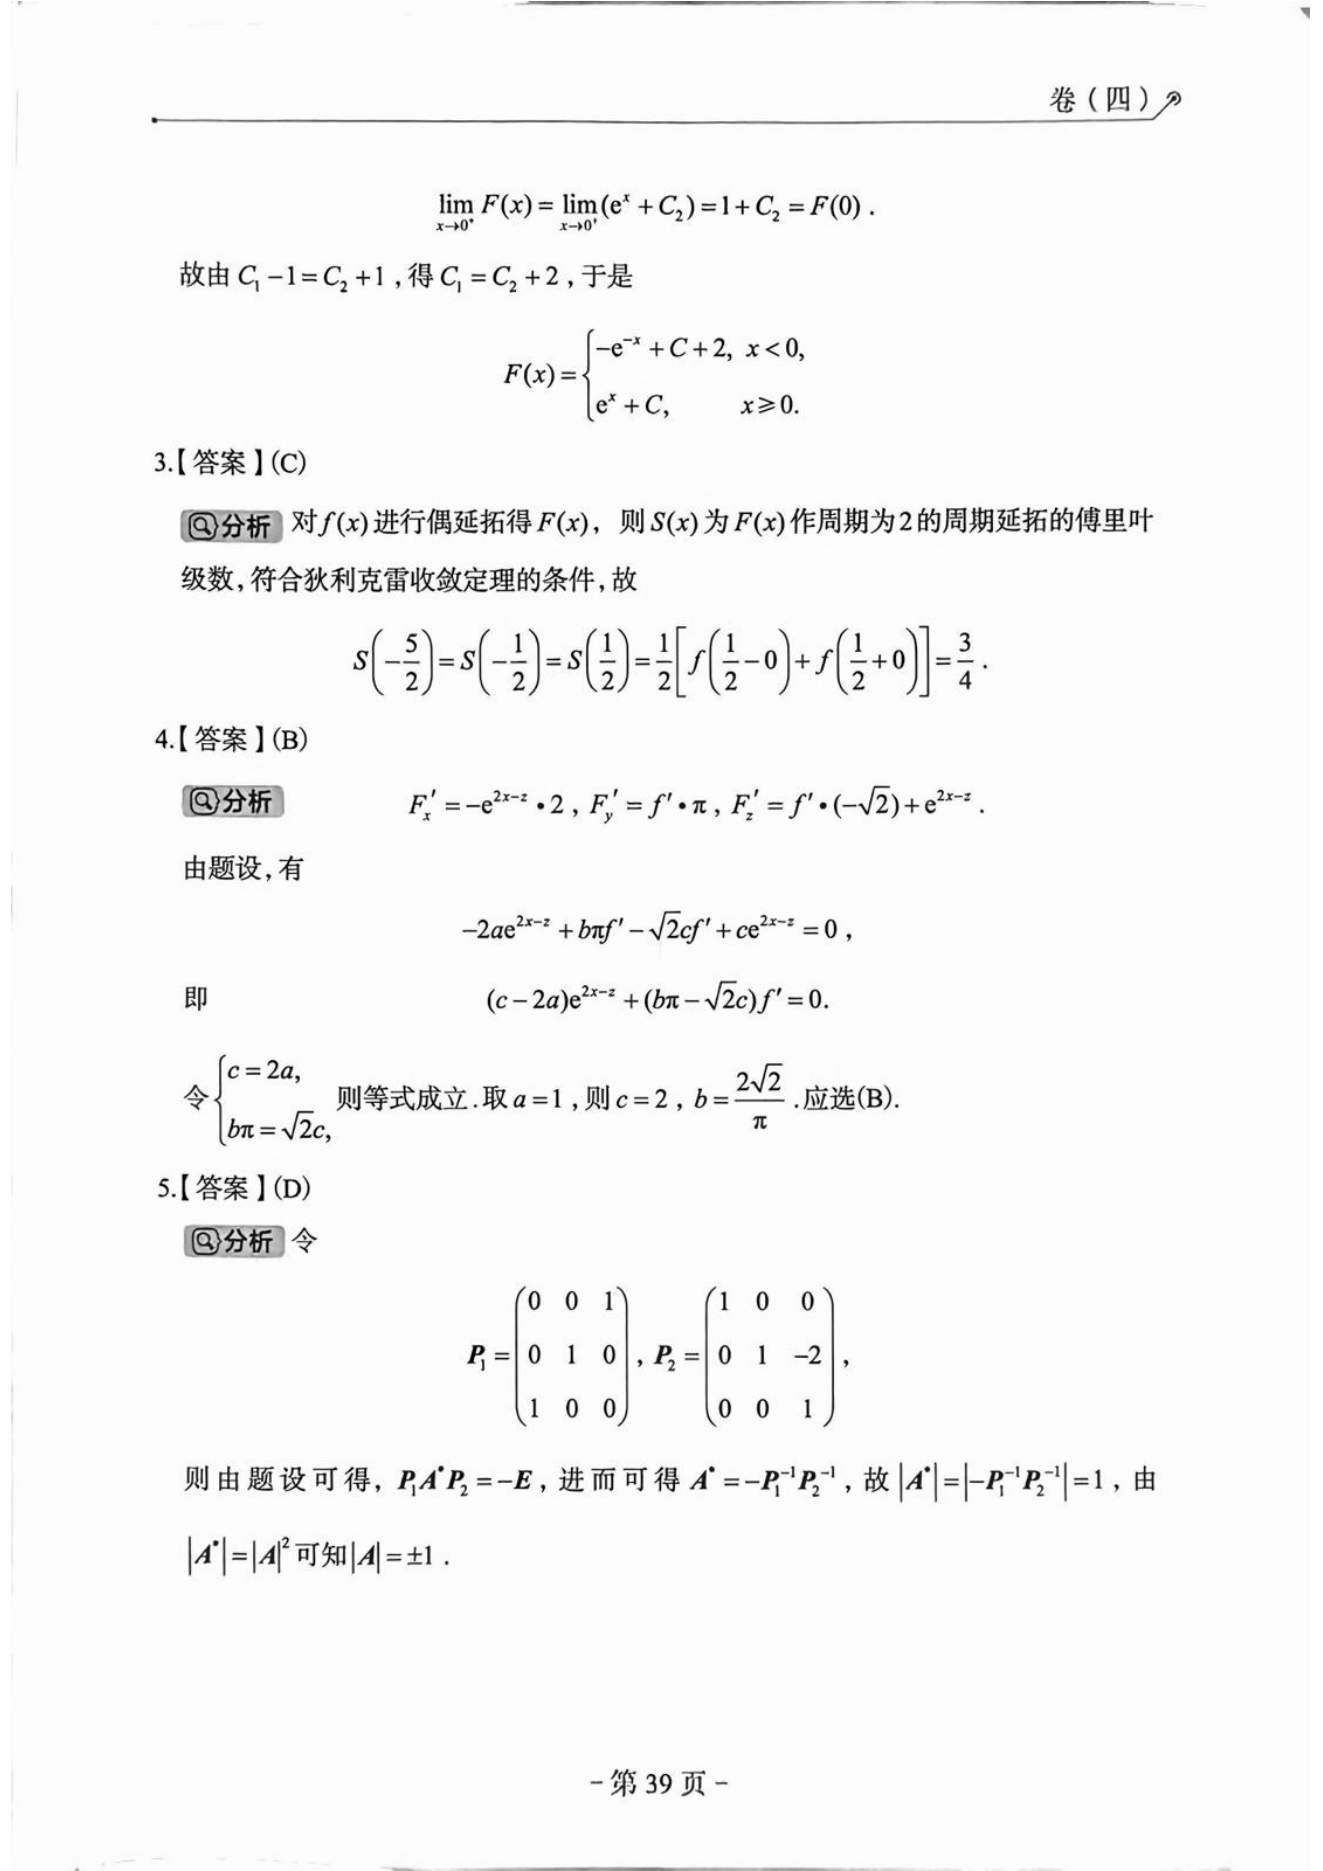 卷（四）
$\lim_{x \to 0^+} F(x) = \lim_{x \to 0^+} (e^x + C_2) = 1 + C_2 = F(0)$ .
故由 $C_1 - 1 = C_2 + 1$ ,得 $C_1 = C_2 + 2$ ,于是
$F(x) = \begin{cases} -e^{-x} + C + 2, & x < 0, \\ e^x + C, & x \geqslant 0. \end{cases}$
3.【答案】(C)
分析 对 $f(x)$ 进行偶延拓得 $F(x)$，则 $S(x)$ 为 $F(x)$ 作周期为2的周期延拓的傅里叶
级数,符合狄利克雷收敛定理的条件,故
$S\left(-\frac{5}{2}\right) = S\left(-\frac{1}{2}\right) = S\left(\frac{1}{2}\right) = \frac{1}{2}\left[f\left(\frac{1}{2}-0\right) + f\left(\frac{1}{2}+0\right)\right] = \frac{3}{4}$ .
4.【答案】(B)
分析 $F_x' = -e^{2x-z} \cdot 2$ , $F_y' = f' \cdot \pi$ , $F_z' = f' \cdot (-\sqrt{2}) + e^{2x-z}$ .
由题设,有
$-2ae^{2x-z} + b\pi f' - \sqrt{2}cf' + ce^{2x-z} = 0$ ,
即 $(c - 2a)e^{2x-z} + (b\pi - \sqrt{2}c)f' = 0.$
令 $\begin{cases} c = 2a, \\ b\pi = \sqrt{2}c, \end{cases}$ 则等式成立.取 $a = 1$ ,则 $c = 2$ , $b = \frac{2\sqrt{2}}{\pi}$ .应选(B).
5.【答案】(D)
分析 令
$P_1 = \begin{pmatrix} 0 & 0 & 1 \\ 0 & 1 & 0 \\ 1 & 0 & 0 \end{pmatrix}$ , $P_2 = \begin{pmatrix} 1 & 0 & 0 \\ 0 & 1 & -2 \\ 0 & 0 & 1 \end{pmatrix}$ ,
则由题设可得, $P_1A^*P_2 = -E$ ,进而可得 $A^* = -P_1^{-1}P_2^{-1}$ ,故 $|A^*| = |-P_1^{-1}P_2^{-1}| = 1$ ,由
$|A^*| = |A|^2$ 可知 $|A| = \pm 1$ .
- 第 39 页 -